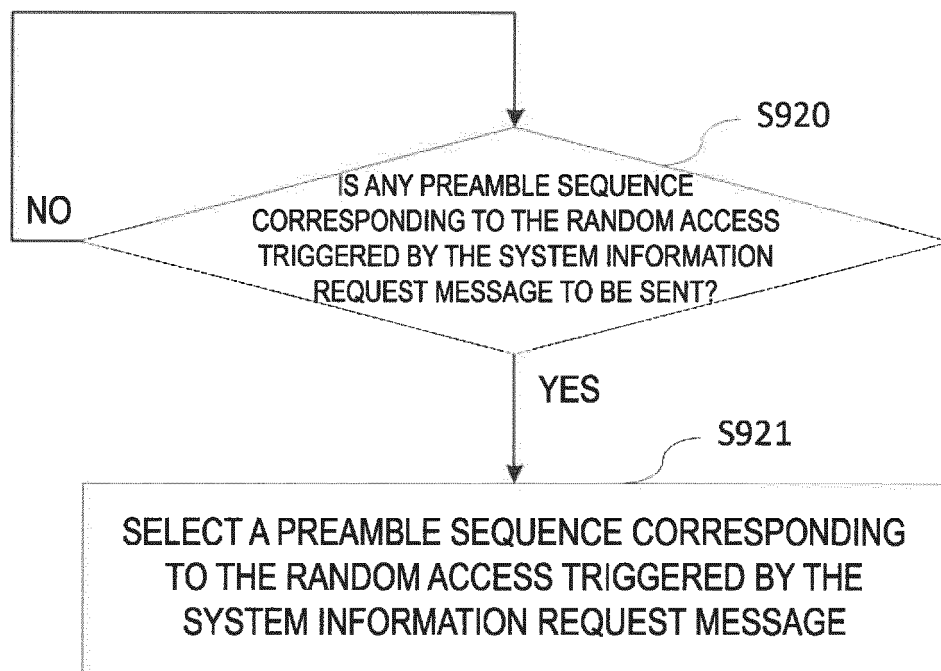 S920
IS ANY PREAMBLE SEQUENCE
CORRESPONDING TO THE RANDOM ACCESS
TRIGGERED BY THE SYSTEM INFORMATION
REQUEST MESSAGE TO BE SENT?
NO
YES
S921
SELECT A PREAMBLE SEQUENCE CORRESPONDING
TO THE RANDOM ACCESS TRIGGERED BY THE
SYSTEM INFORMATION REQUEST MESSAGE